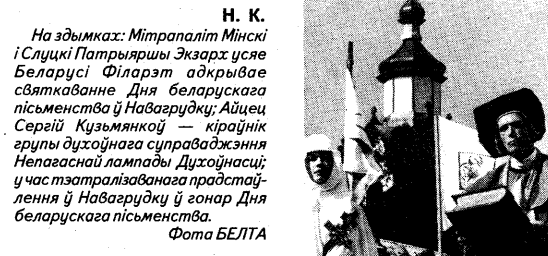 Н. К.
На здымках: Мітрапаліт Мінскі
і Слуцкі Патрыяршы Экзарх усяе
Беларусі Філарэт адкрывае
святкаванне Дня беларускага
пісьменства ў Навагрудку; Айцец
Сергій Кузьмянкоў — кіраўнік
групы духоўнага суправаджэння
Непагаснай лампады Духоўнасці;
у час тэатралізаванага прадстаў-
лення ў Навагрудку ў гонар Дня
беларускага пісьменства.
Фота БЕЛТА